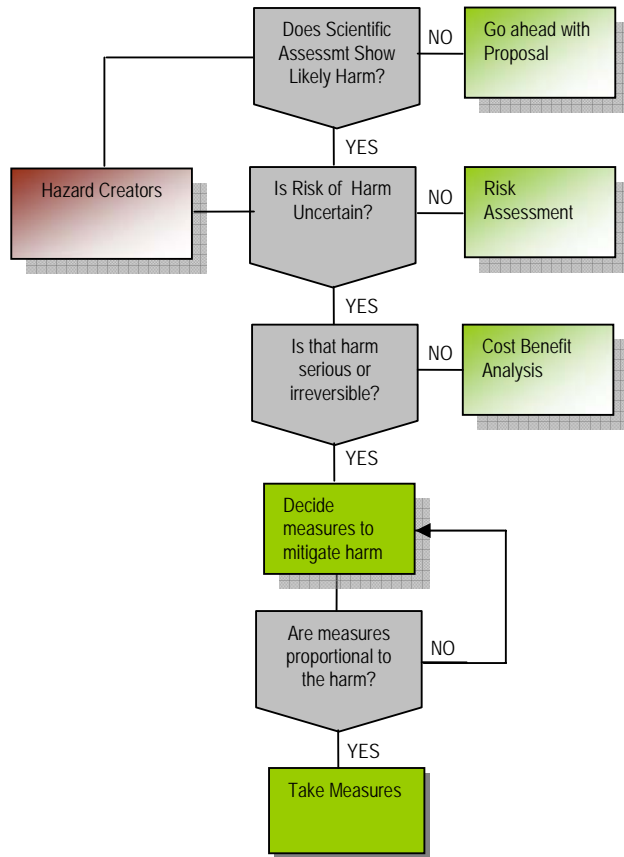 Does Scientific
Assessmt Show
Likely Harm?
NO
Go ahead with
Proposal
YES
Hazard Creators
Is Risk of Harm
Uncertain?
NO
Risk
Assessment
YES
Is that harm
serious or
irreversible?
NO
Cost Benefit
Analysis
YES
Decide
measures to
mitigate harm
Are measures
proportional to
the harm?
NO
YES
Take Measures